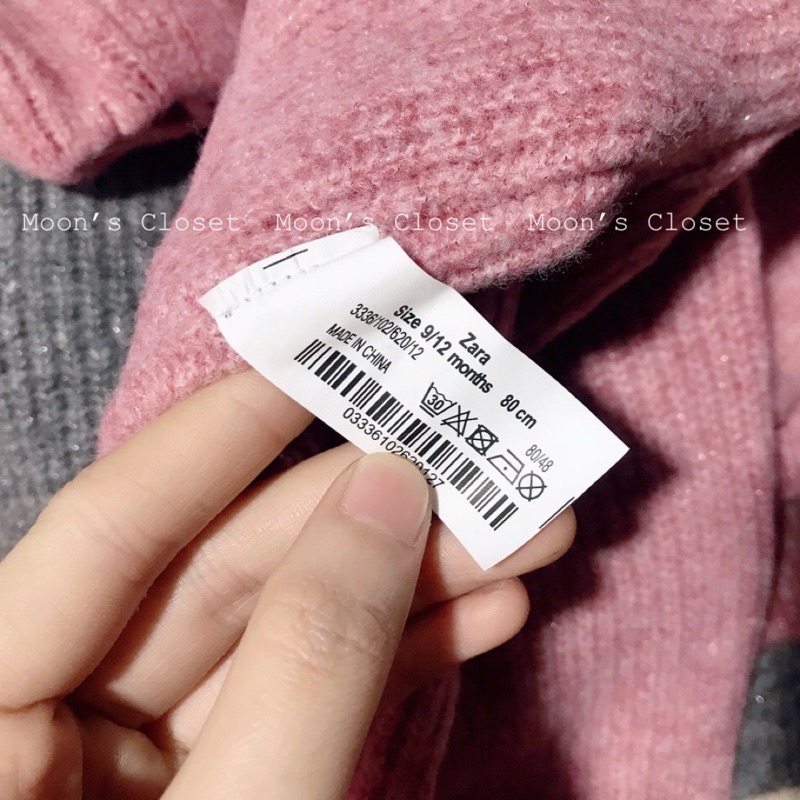 Moon's Closet Moon's Closet Moon's Closet
Zara
Size 9/12 months 80 cm
3336/102/620/12
80/48
MADE IN CHINA
30